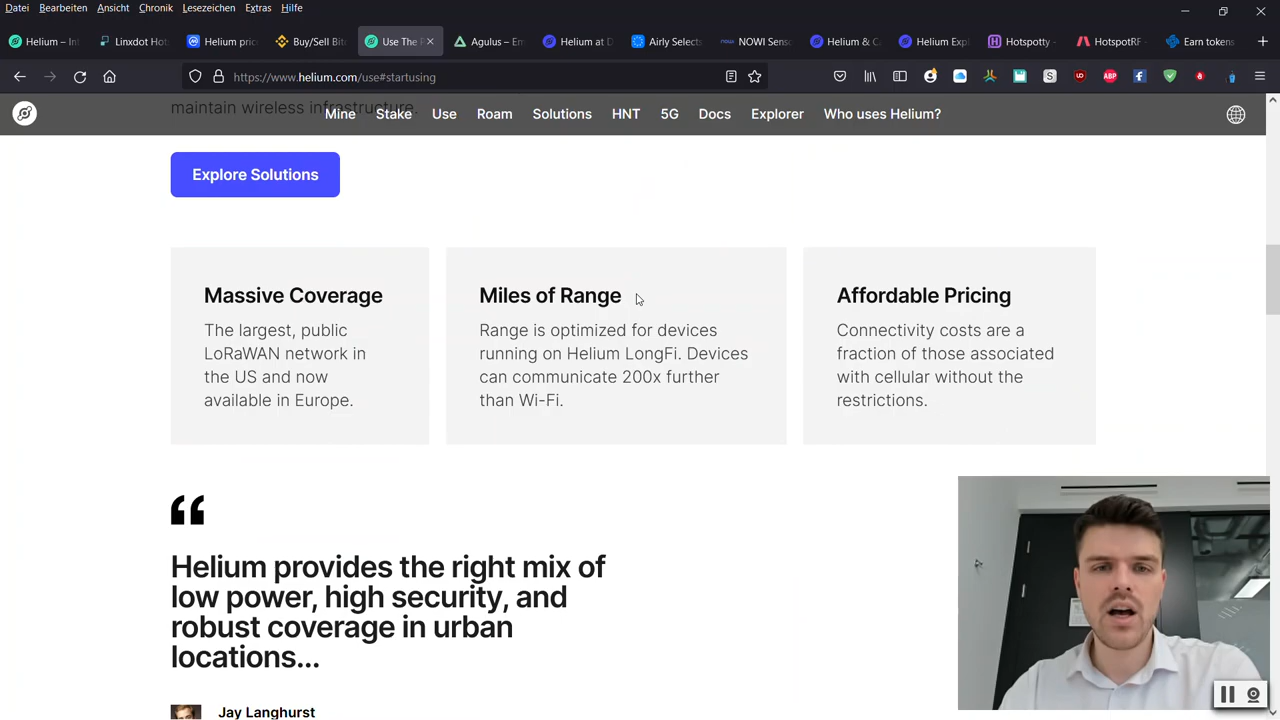 Datei Bearbeiten Ansicht Chronik Lesezeichen Extras Hilfe
Helium – Int Linxdot Hot Helium pric Buy/Sell Bit Use The P Agulus – Em Helium at D Airly Selects NOWI Sens Helium & C Helium Expl Hotspotty - HotspotRF - Earn tokens
https://www.helium.com/use#startusing
maintain wireless infrastructure.
Mine Stake Use Roam Solutions HNT 5G Docs Explorer Who uses Helium?
Explore Solutions
Massive Coverage
The largest, public
LoRaWAN network in
the US and now
available in Europe.
Miles of Range
Range is optimized for devices
running on Helium LongFi. Devices
can communicate 200x further
than Wi-Fi.
Affordable Pricing
Connectivity costs are a
fraction of those associated
with cellular without the
restrictions.
Helium provides the right mix of
low power, high security, and
robust coverage in urban
locations...
Jay Langhurst